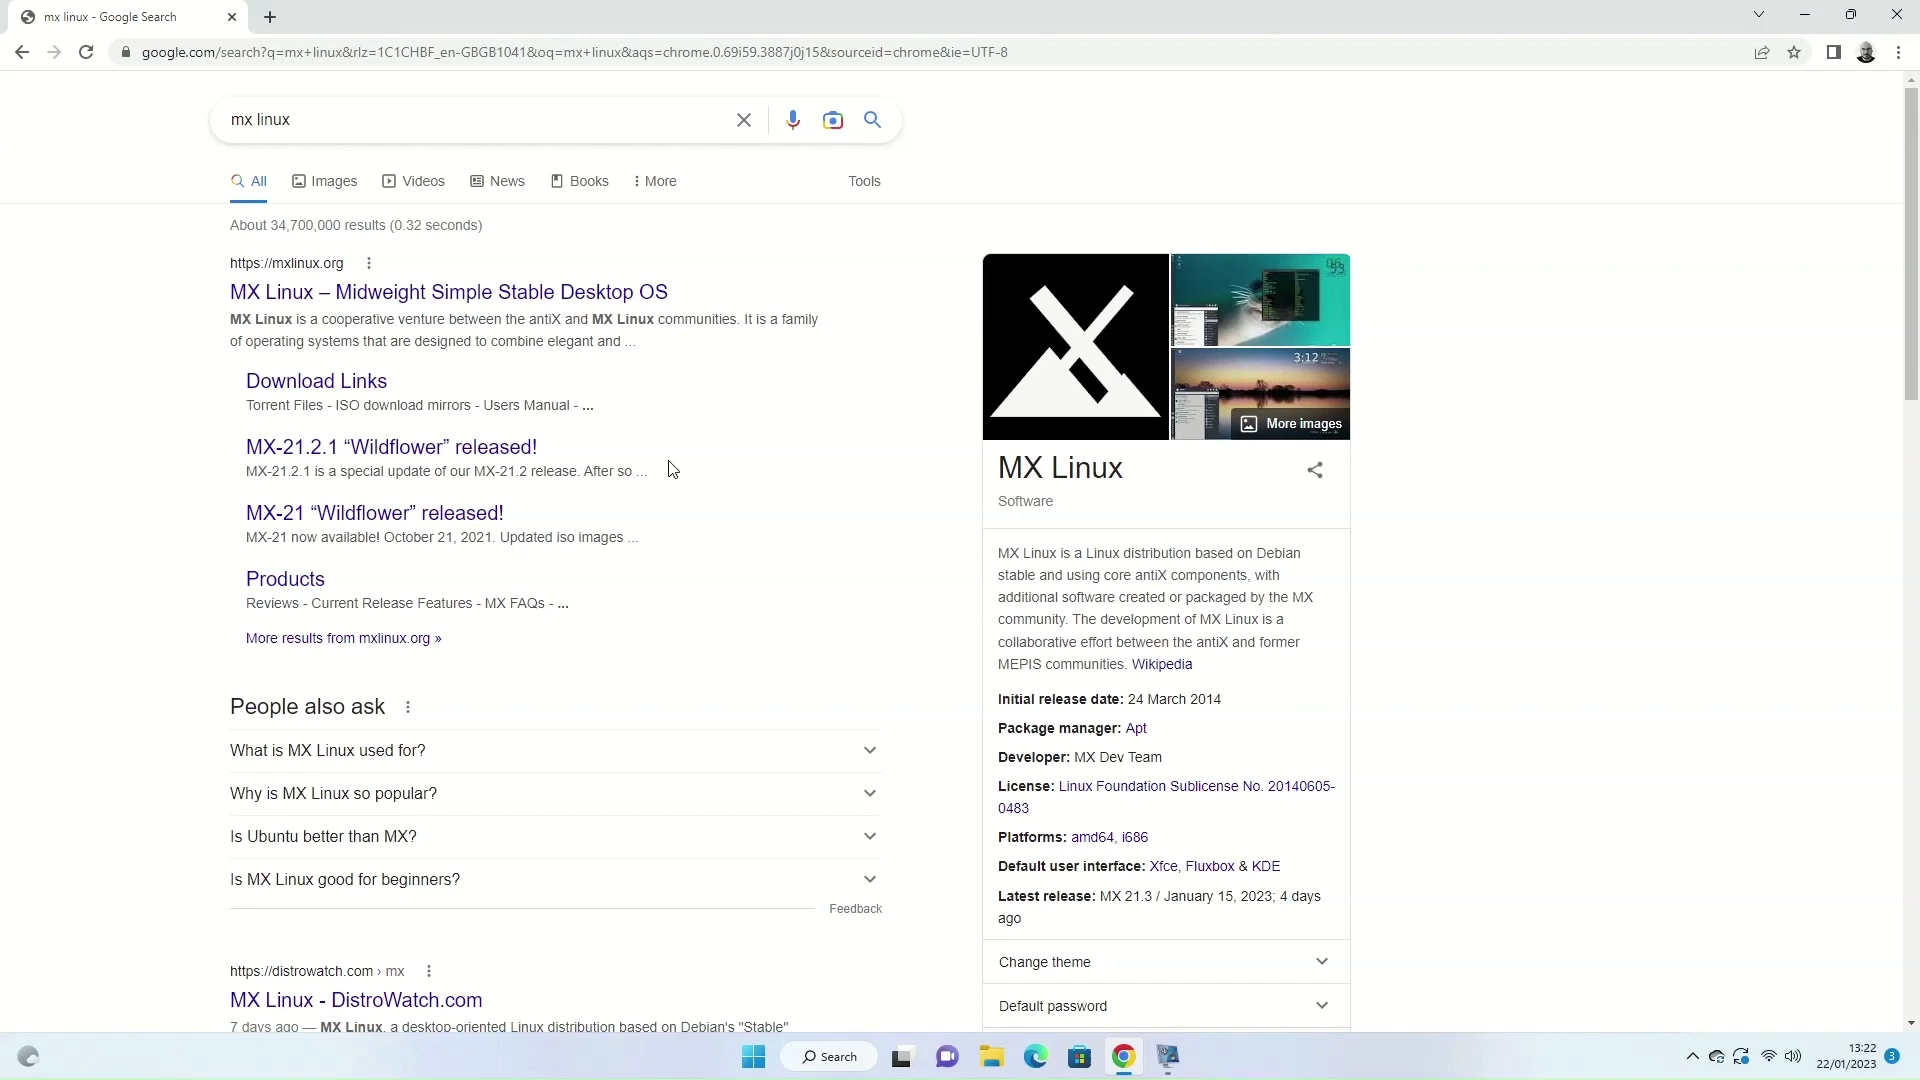 mx linux - Google Search
google.com/search?q=mx+linux&rlz=1C1CHBF_en-GBGB1041&oq=mx+linux&aqs=chrome.0.69i59.3887j0j15&sourceid=chrome&ie=UTF-8
mx linux
All Images Videos News Books More Tools
About 34,700,000 results (0.32 seconds)
https://mxlinux.org
MX Linux – Midweight Simple Stable Desktop OS
MX Linux is a cooperative venture between the antiX and MX Linux communities. It is a family
of operating systems that are designed to combine elegant and ...
Download Links
Torrent Files - ISO download mirrors - Users Manual - ...
MX-21.2.1 “Wildflower” released!
MX-21.2.1 is a special update of our MX-21.2 release. After so ...
MX-21 “Wildflower” released!
MX-21 now available! October 21, 2021. Updated iso images ...
Products
Reviews - Current Release Features - MX FAQs - ...
More results from mxlinux.org »
People also ask
What is MX Linux used for?
Why is MX Linux so popular?
Is Ubuntu better than MX?
Is MX Linux good for beginners?
Feedback
https://distrowatch.com › mx
MX Linux - DistroWatch.com
7 days ago — MX Linux, a desktop-oriented Linux distribution based on Debian's "Stable"
3:12
More images
MX Linux
Software
MX Linux is a Linux distribution based on Debian
stable and using core antiX components, with
additional software created or packaged by the MX
community. The development of MX Linux is a
collaborative effort between the antiX and former
MEPIS communities. Wikipedia
Initial release date: 24 March 2014
Package manager: Apt
Developer: MX Dev Team
License: Linux Foundation Sublicense No. 20140605-
0483
Platforms: amd64, i686
Default user interface: Xfce, Fluxbox & KDE
Latest release: MX 21.3 / January 15, 2023; 4 days
ago
Change theme
Default password
Search
13:22
22/01/2023
3